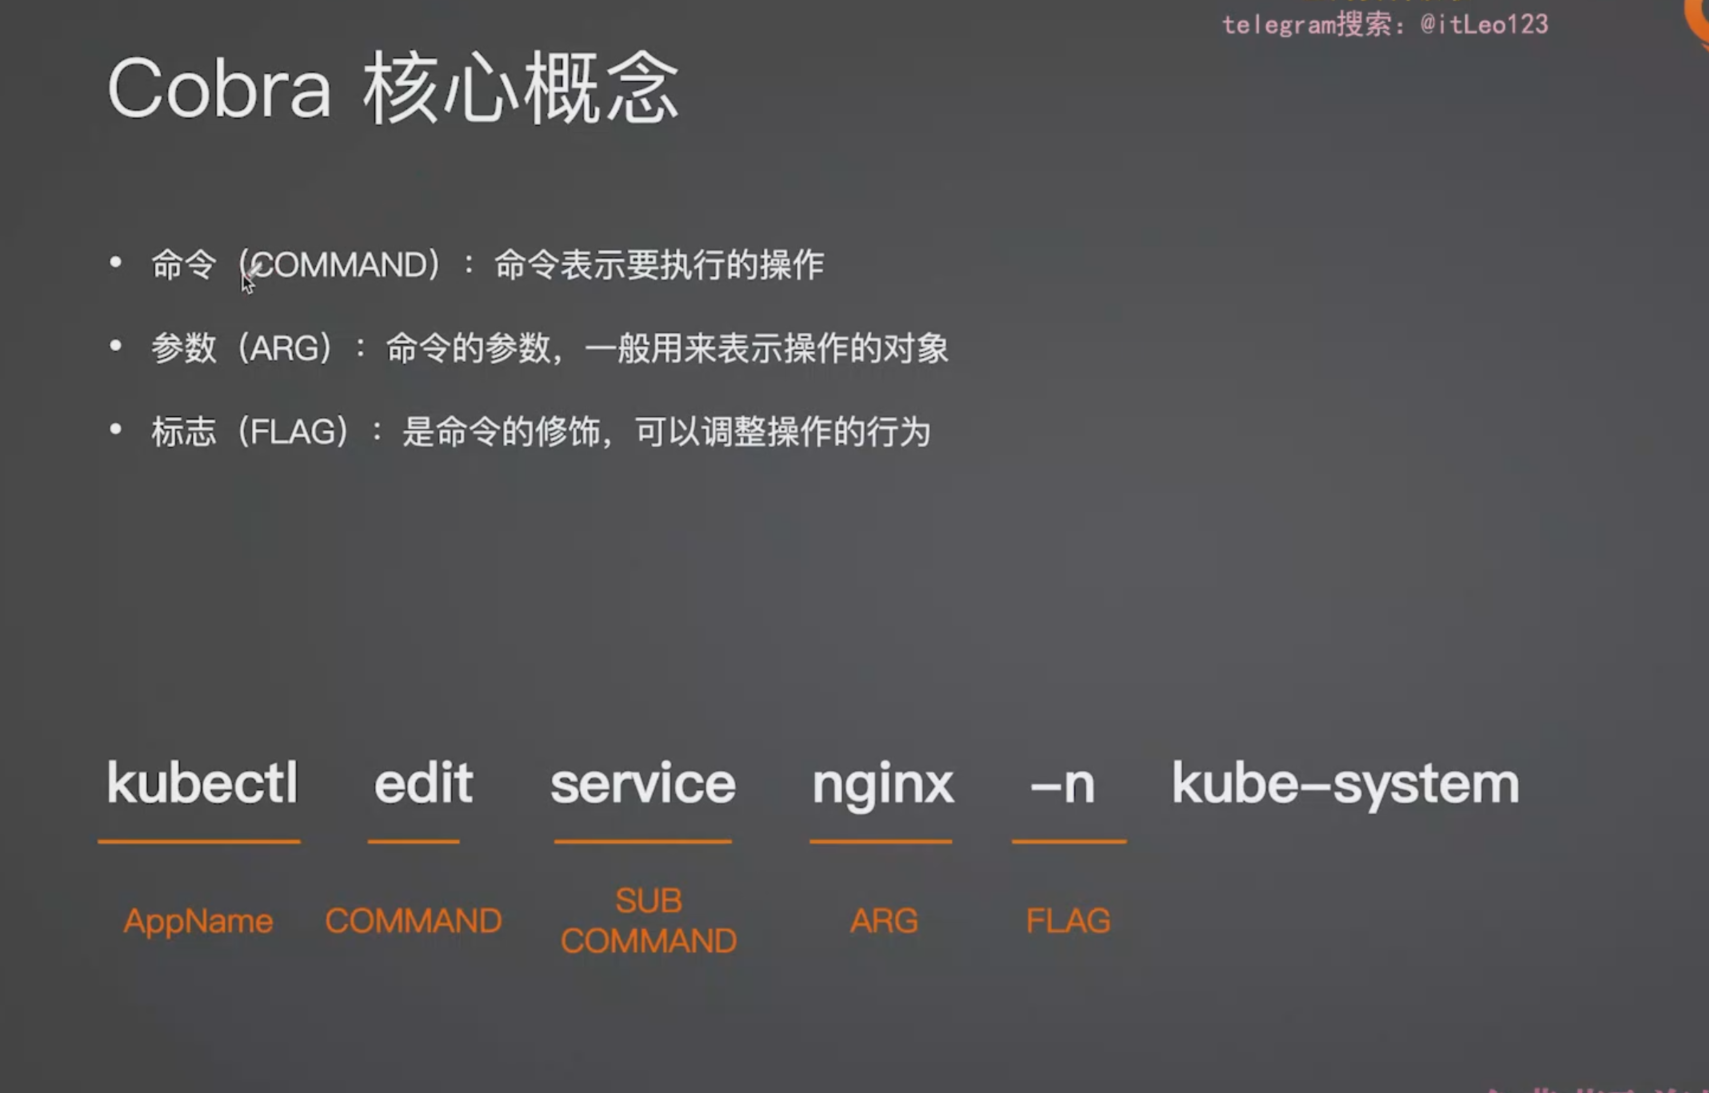 telegram搜索：@itLeo123
Cobra 核心概念
• 命令（COMMAND）：命令表示要执行的操作
• 参数（ARG）：命令的参数，一般用来表示操作的对象
• 标志（FLAG）：是命令的修饰，可以调整操作的行为
kubectl edit service nginx -n kube-system
AppName COMMAND SUB COMMAND ARG FLAG